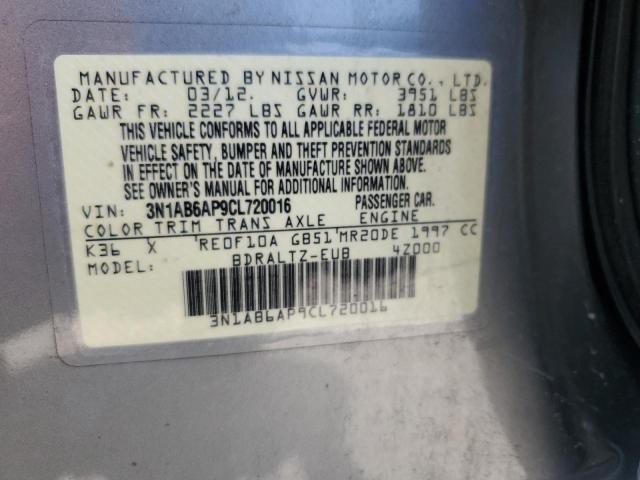 MANUFACTURED BY NISSAN MOTOR CO., LTD.
DATE: 03/12. GVWR: 3951 LBS
GAWR FR: 2227 LBS GAWR RR: 1810 LBS
THIS VEHICLE CONFORMS TO ALL APPLICABLE FEDERAL MOTOR
VEHICLE SAFETY, BUMPER AND THEFT PREVENTION STANDARDS
IN EFFECT ON THE DATE OF MANUFACTURE SHOWN ABOVE.
SEE OWNER'S MANUAL FOR ADDITIONAL INFORMATION
VIN: 3N1AB6AP9CL720016 PASSENGER CAR.
COLOR TRIM TRANS AXLE ENGINE
K36 X 'RE0F10A GB51'MR20DE 1997 CC
MODEL: BDRALTZ-EUB 4Z000
3N1AB6AP9CL720016